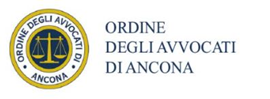 ORDINE DEGLI AVVOCATI DI
ANCONA
ORDINE
DEGLI AVVOCATI
DI ANCONA